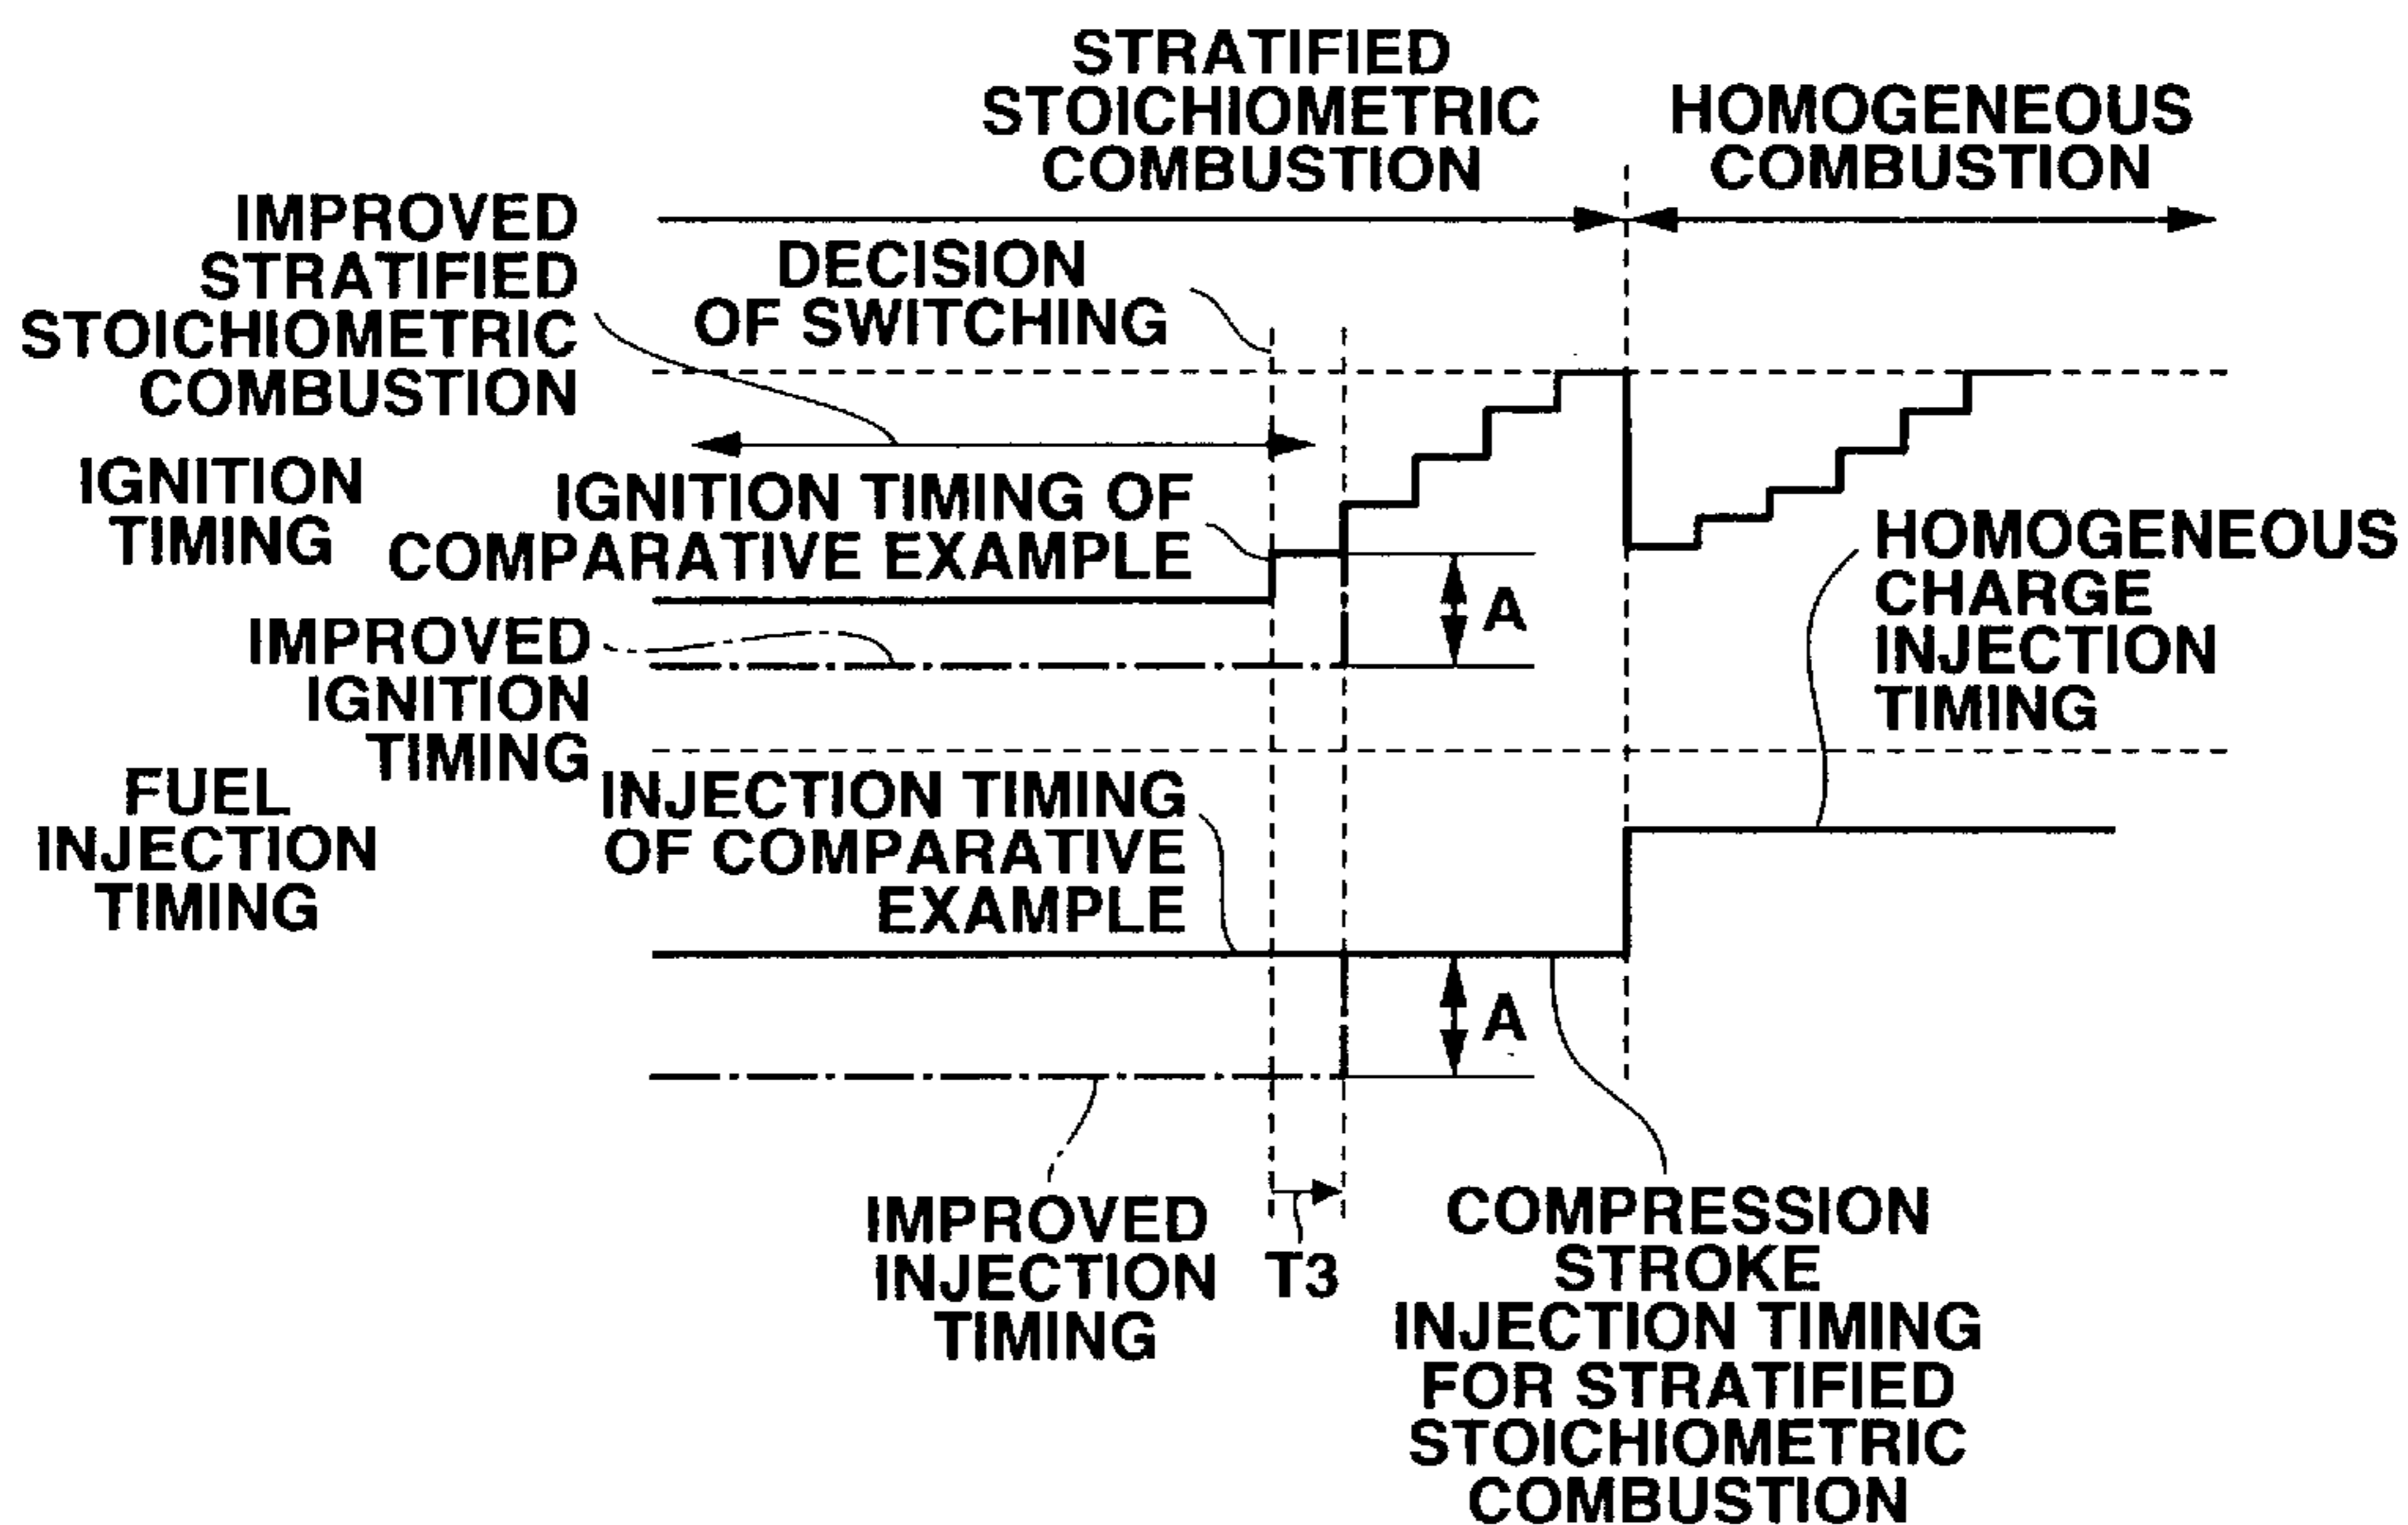 STRATIFIED
STOICHIOMETRIC
COMBUSTION
HOMOGENEOUS
COMBUSTION
IMPROVED
STRATIFIED
STOICHIOMETRIC
COMBUSTION
DECISION
OF SWITCHING
IGNITION
TIMING
IGNITION TIMING OF
COMPARATIVE EXAMPLE
A
HOMOGENEOUS
CHARGE
INJECTION
TIMING
IMPROVED
IGNITION
TIMING
FUEL
INJECTION
TIMING
INJECTION TIMING
OF COMPARATIVE
EXAMPLE
A
IMPROVED
INJECTION
TIMING
T3
COMPRESSION
STROKE
INJECTION TIMING
FOR STRATIFIED
STOICHIOMETRIC
COMBUSTION